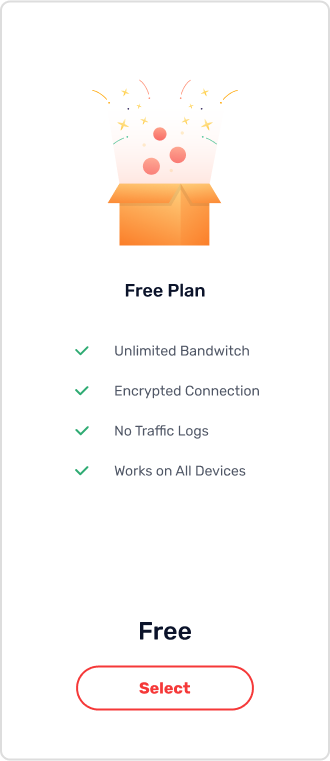 Free Plan
Unlimited Bandwitch
Encrypted Connection
No Traffic Logs
Works on All Devices
Free
Select